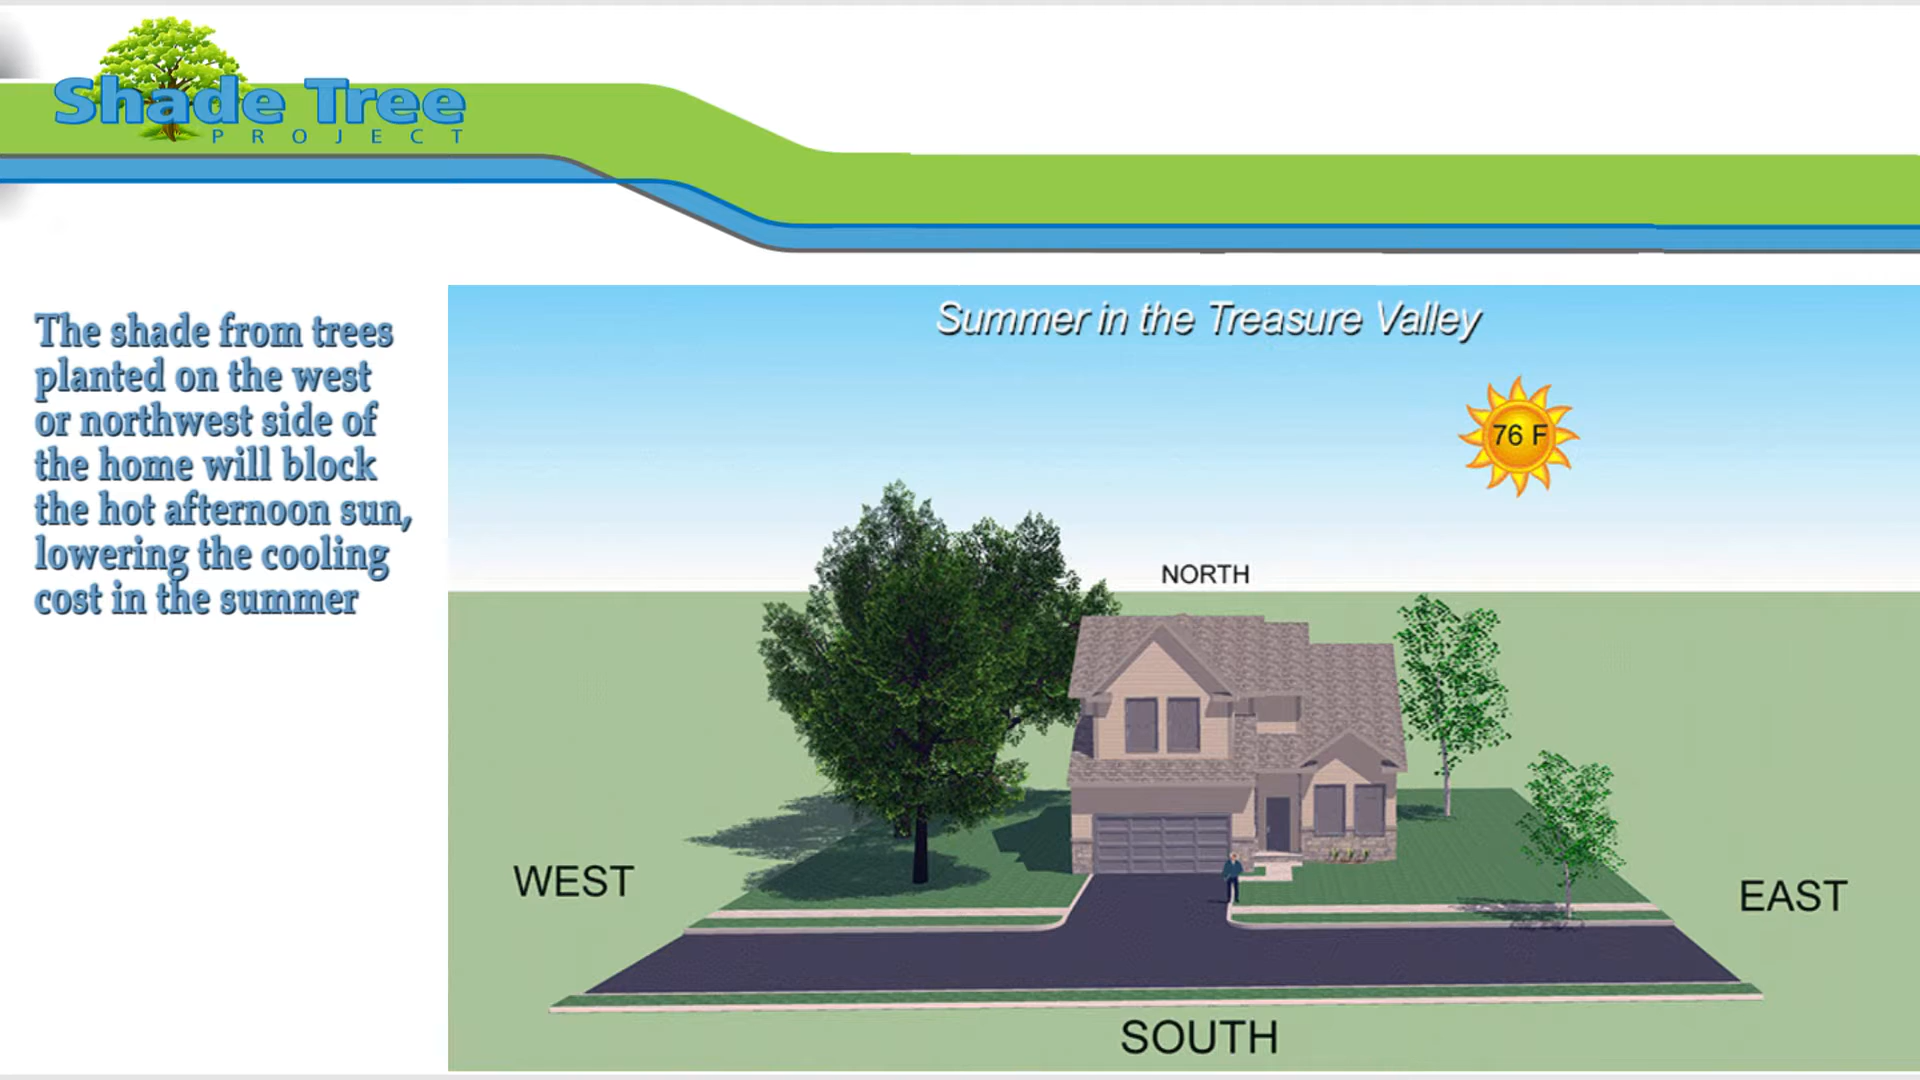 Shade Tree
PROJECT
The shade from trees
planted on the west
or northwest side of
the home will block
the hot afternoon sun,
lowering the cooling
cost in the summer
Summer in the Treasure Valley
76 F
NORTH
WEST
EAST
SOUTH